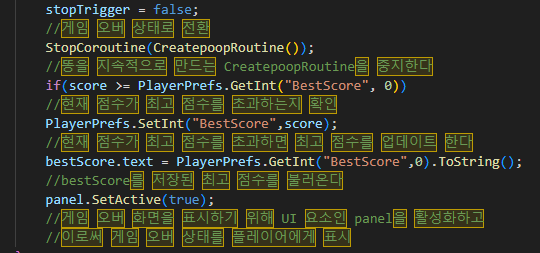 stopTrigger = false;
//게임 오버 상태로 전환
StopCoroutine(CreatepoopRoutine());
//똥을 지속적으로 만드는 CreatepoopRoutine을 중지한다
if(score >= PlayerPrefs.GetInt("BestScore", 0))
//현재 점수가 최고 점수를 초과하는지 확인
PlayerPrefs.SetInt("BestScore",score);
//현재 점수가 최고 점수를 초과하면 최고 점수를 업데이트 한다
bestScore.text = PlayerPrefs.GetInt("BestScore",0).ToString();
//bestScore를 저장된 최고 점수를 불러온다
panel.SetActive(true);
//게임 오버 화면을 표시하기 위해 UI 요소인 panel을 활성화하고
//이로써 게임 오버 상태를 플레이어에게 표시